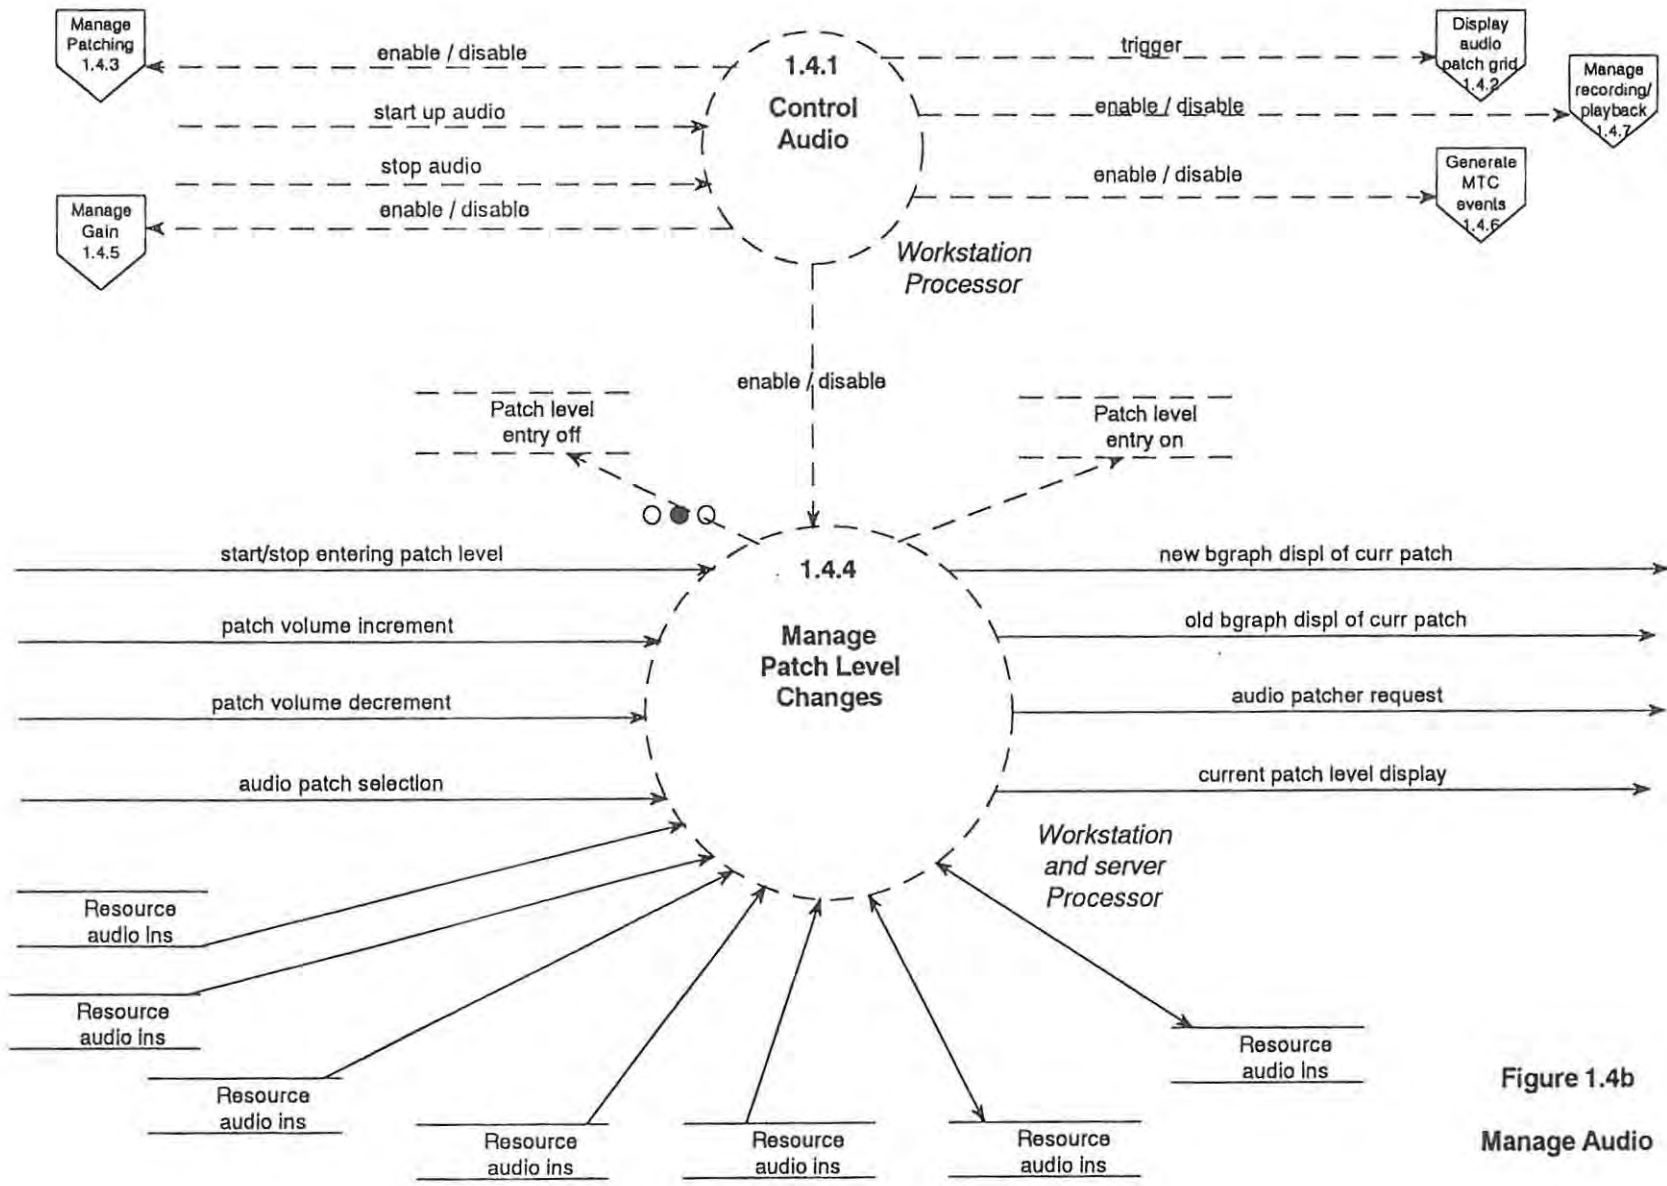 Manage
Patching
1.4.3
enable / disable
1.4.1
Control
Audio
trigger
Display
audio
patch grid
1.4.2
Manage
recording/
playback
1.4.7
start up audio
enable / disable
stop audio
enable / disable
Generate
MTC
events
1.4.6
Manage
Gain
1.4.5
enable / disable
Workstation
Processor
enable / disable
Patch level
entry off
Patch level
entry on
start/stop entering patch level
1.4.4
Manage
Patch Level
Changes
new bgraph displ of curr patch
patch volume increment
old bgraph displ of curr patch
patch volume decrement
audio patcher request
audio patch selection
current patch level display
Workstation
and server
Processor
Resource
audio ins
Resource
audio ins
Resource
audio ins
Resource
audio ins
Resource
audio ins
Resource
audio ins
Resource
audio ins
Figure 1.4b
Manage Audio